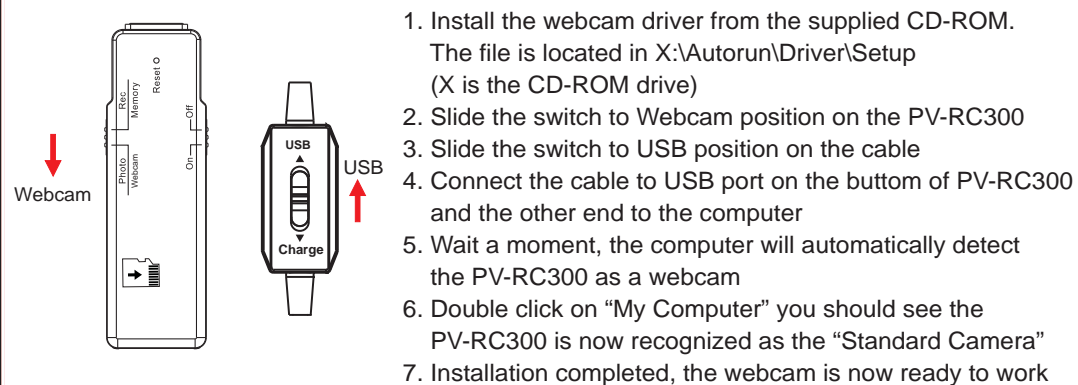 Rec
Memory
Reset
Off
Photo
Webcam
On
Webcam
USB
Charge
USB
1. Install the webcam driver from the supplied CD-ROM.
The file is located in X:\Autorun\Driver\Setup
(X is the CD-ROM drive)
2. Slide the switch to Webcam position on the PV-RC300
3. Slide the switch to USB position on the cable
4. Connect the cable to USB port on the buttom of PV-RC300
and the other end to the computer
5. Wait a moment, the computer will automatically detect
the PV-RC300 as a webcam
6. Double click on “My Computer” you should see the
PV-RC300 is now recognized as the “Standard Camera”
7. Installation completed, the webcam is now ready to work